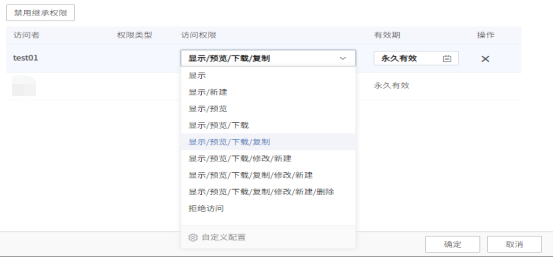 禁用继承权限
访问者 权限类型 访问权限 有效期 操作
test01 显示/预览/下载/复制 永久有效
显示
永久有效
显示/新建
显示/预览
显示/预览/下载
显示/预览/下载/复制
显示/预览/下载/修改/新建
显示/预览/下载/复制/修改/新建
显示/预览/下载/复制/修改/新建/删除
拒绝访问
自定义配置
确定 取消